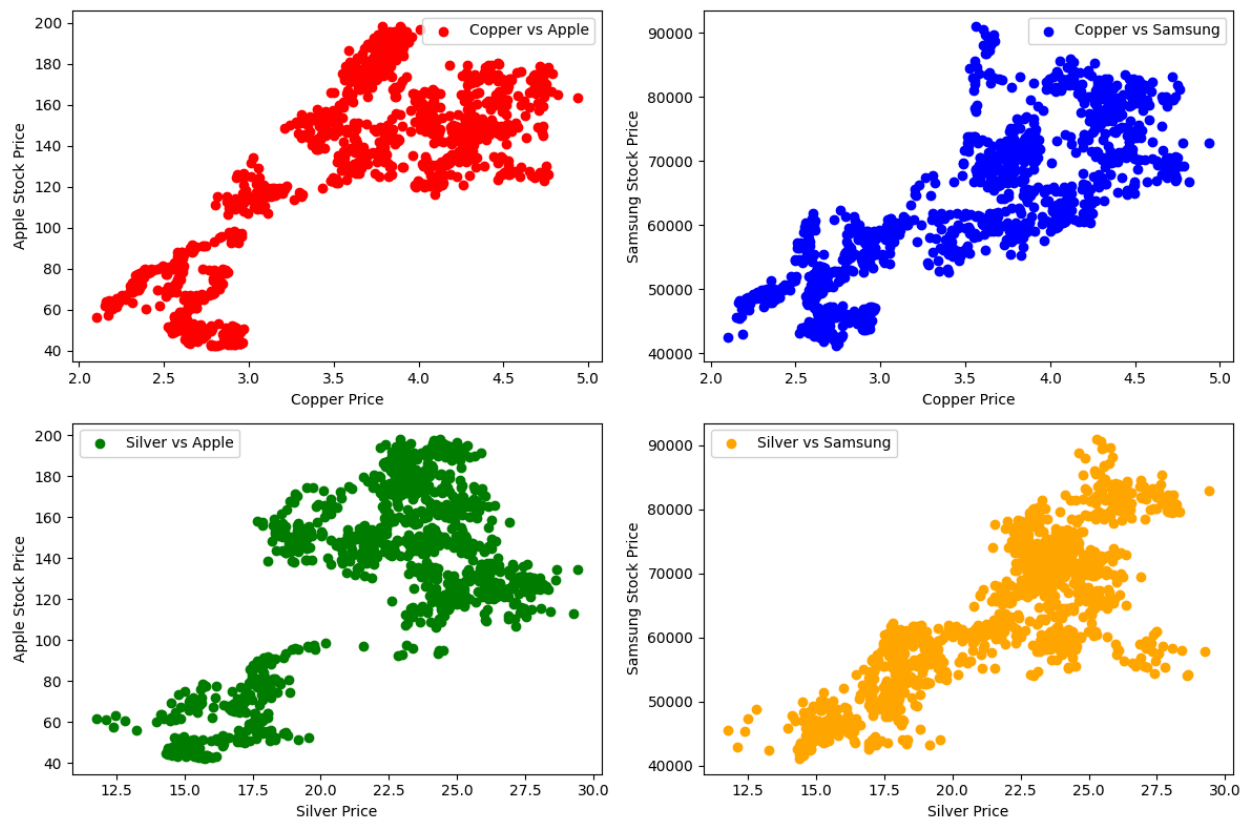 Copper vs Apple
Apple Stock Price
200
180
160
140
120
100
80
60
40
2.0 2.5 3.0 3.5 4.0 4.5 5.0
Copper Price
Copper vs Samsung
Samsung Stock Price
90000
80000
70000
60000
50000
40000
2.0 2.5 3.0 3.5 4.0 4.5 5.0
Copper Price
Silver vs Apple
Apple Stock Price
200
180
160
140
120
100
80
60
40
12.5 15.0 17.5 20.0 22.5 25.0 27.5 30.0
Silver Price
Silver vs Samsung
Samsung Stock Price
90000
80000
70000
60000
50000
40000
12.5 15.0 17.5 20.0 22.5 25.0 27.5 30.0
Silver Price